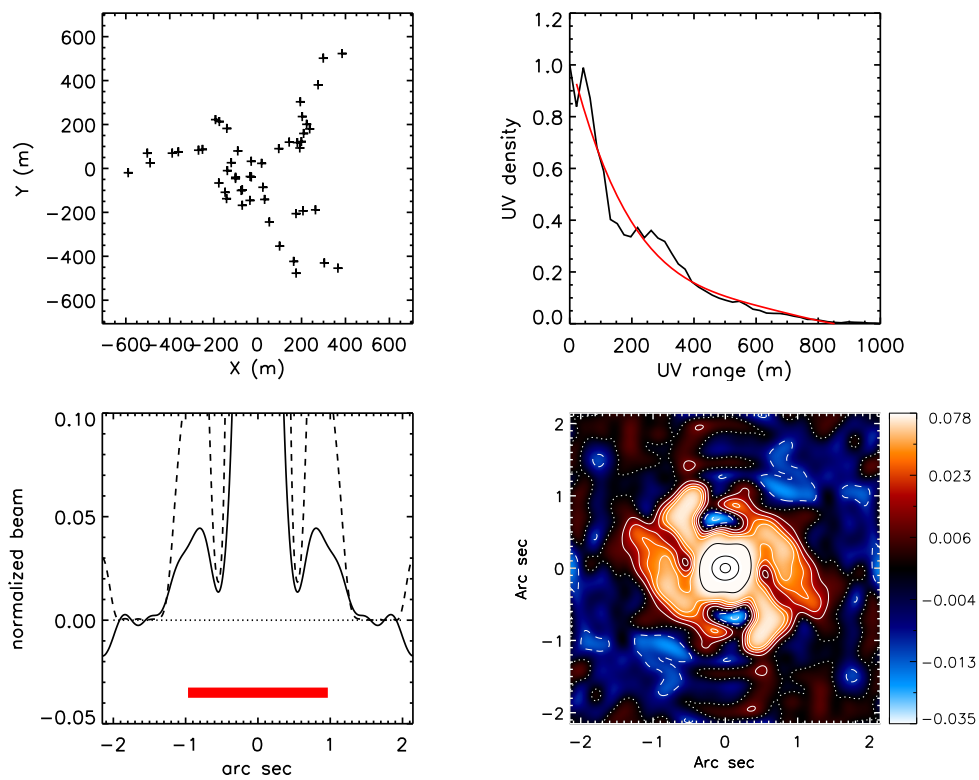 600
400
200
0
−200
−400
−600
Y (m)
−600−400−200 0 200 400 600
X (m)
1.2
1.0
0.8
0.6
0.4
0.2
0.0
UV density
0 200 400 600 800 1000
UV range (m)
0.10
0.05
0.00
−0.05
normalized beam
−2 −1 0 1 2
arc sec
2
1
0
−1
−2
Arc sec
−2 −1 0 1 2
Arc sec
0.078
0.023
0.006
−0.004
−0.013
−0.035